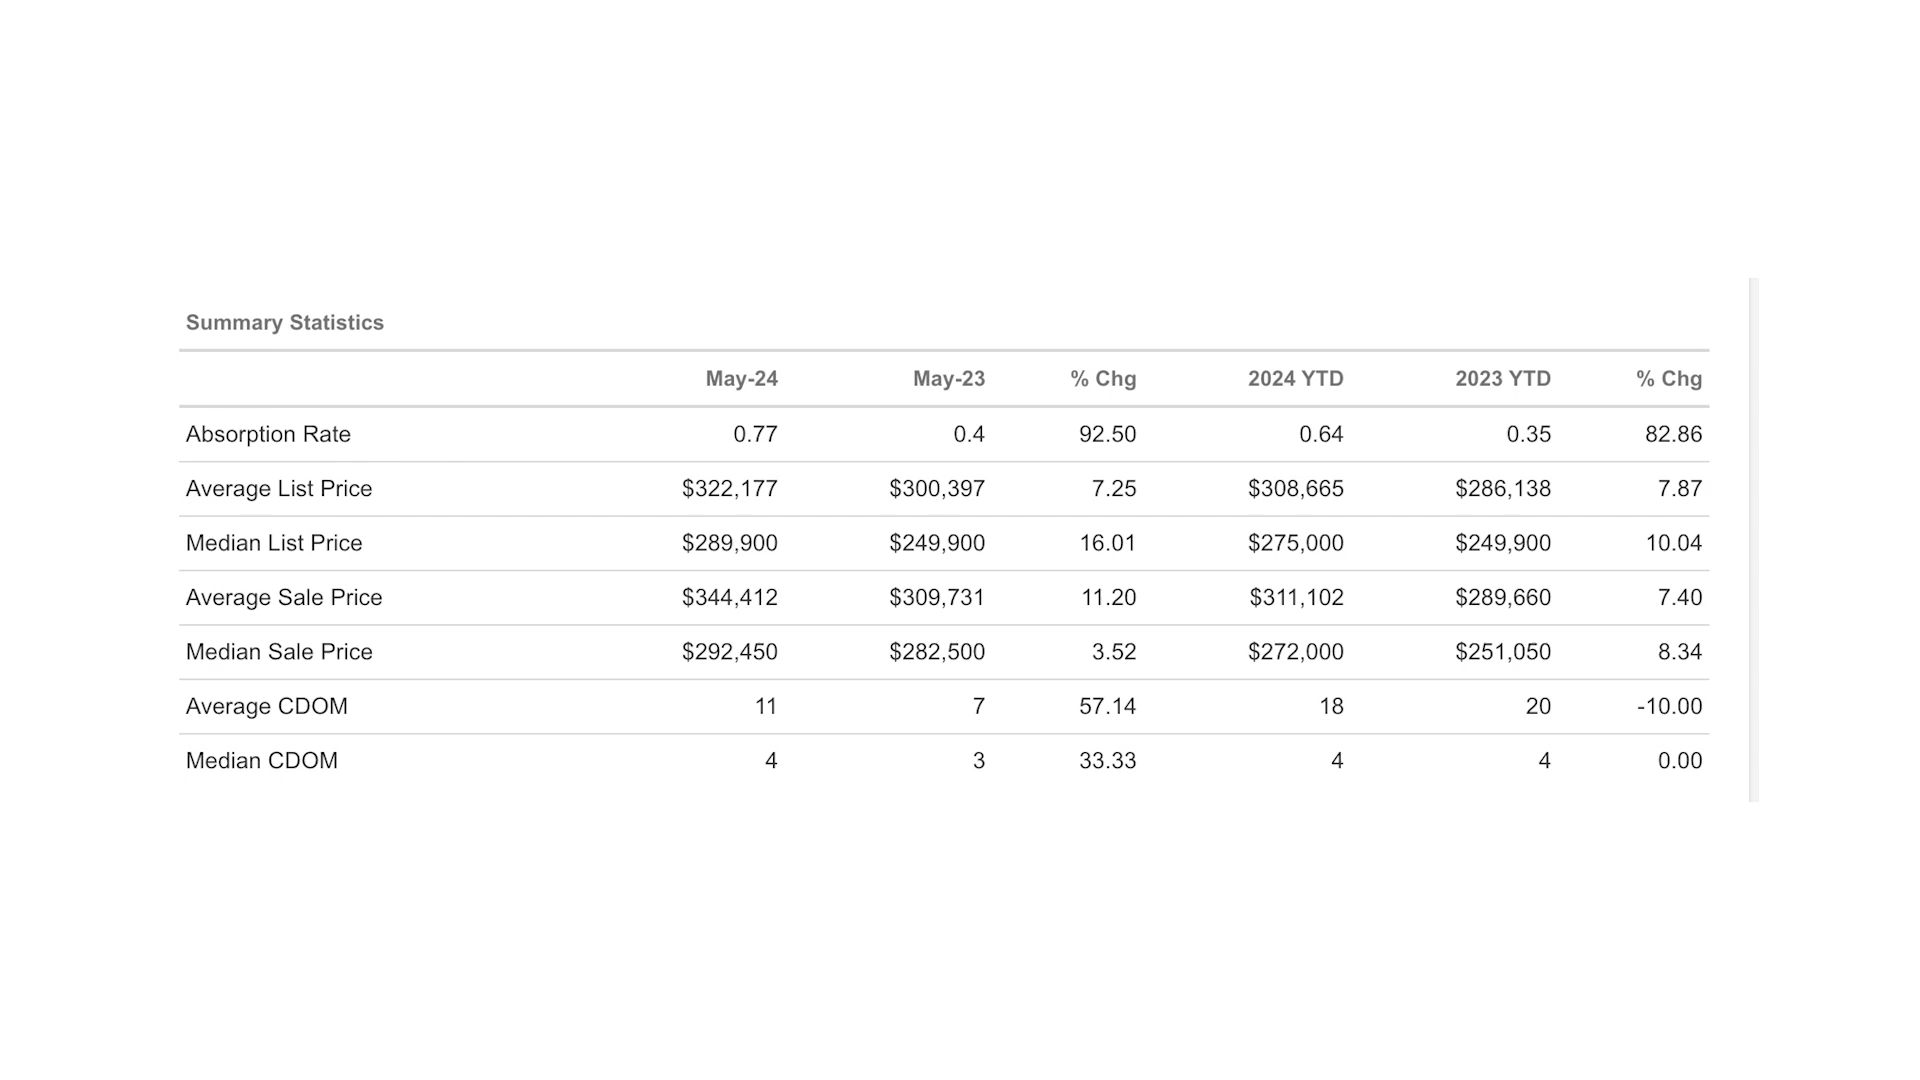 Summary Statistics
May-24 May-23 % Chg 2024 YTD 2023 YTD % Chg
Absorption Rate 0.77 0.4 92.50 0.64 0.35 82.86
Average List Price $322,177 $300,397 7.25 $308,665 $286,138 7.87
Median List Price $289,900 $249,900 16.01 $275,000 $249,900 10.04
Average Sale Price $344,412 $309,731 11.20 $311,102 $289,660 7.40
Median Sale Price $292,450 $282,500 3.52 $272,000 $251,050 8.34
Average CDOM 11 7 57.14 18 20 -10.00
Median CDOM 4 3 33.33 4 4 0.00